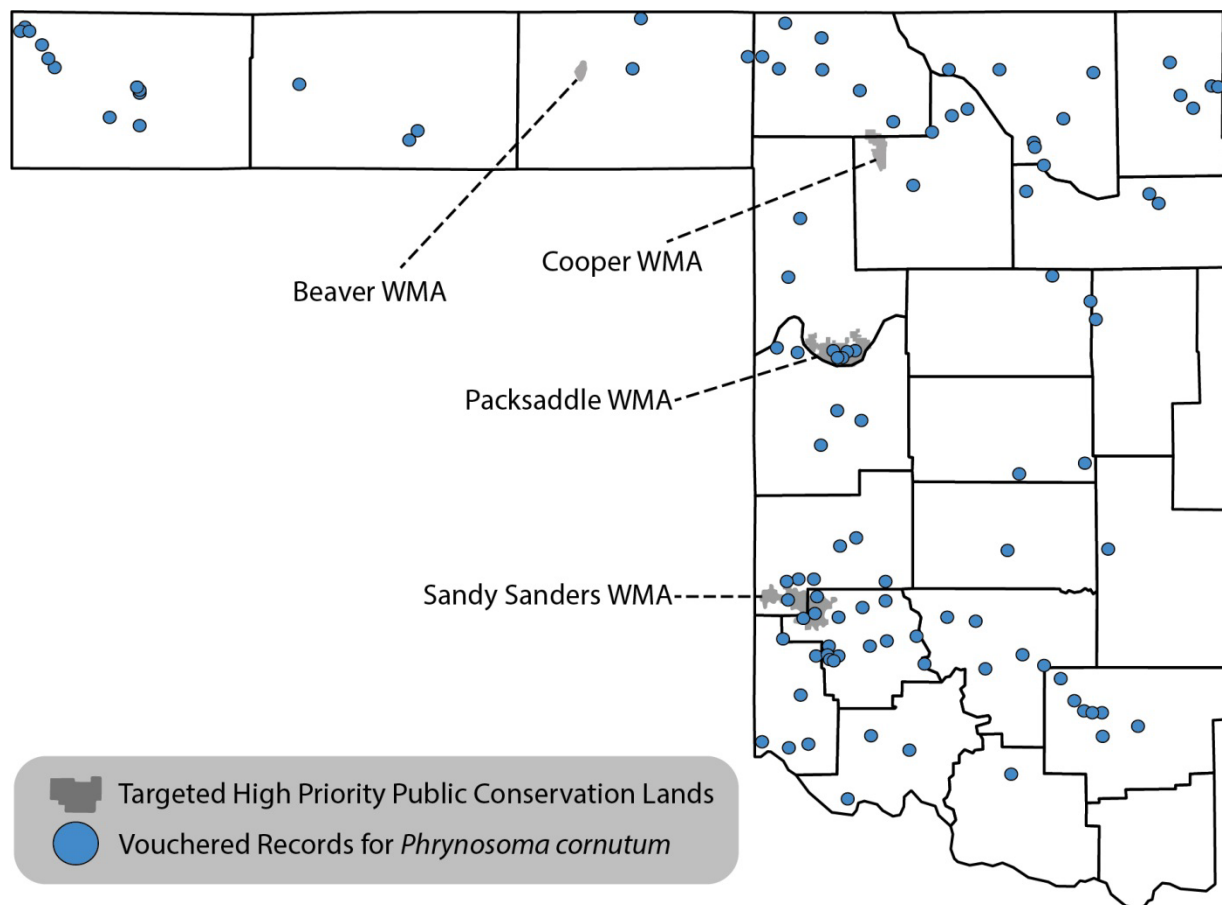 Beaver WMA
Cooper WMA
Packsaddle WMA
Sandy Sanders WMA
Targeted High Priority Public Conservation Lands
Vouchered Records for Phrynosoma cornutum